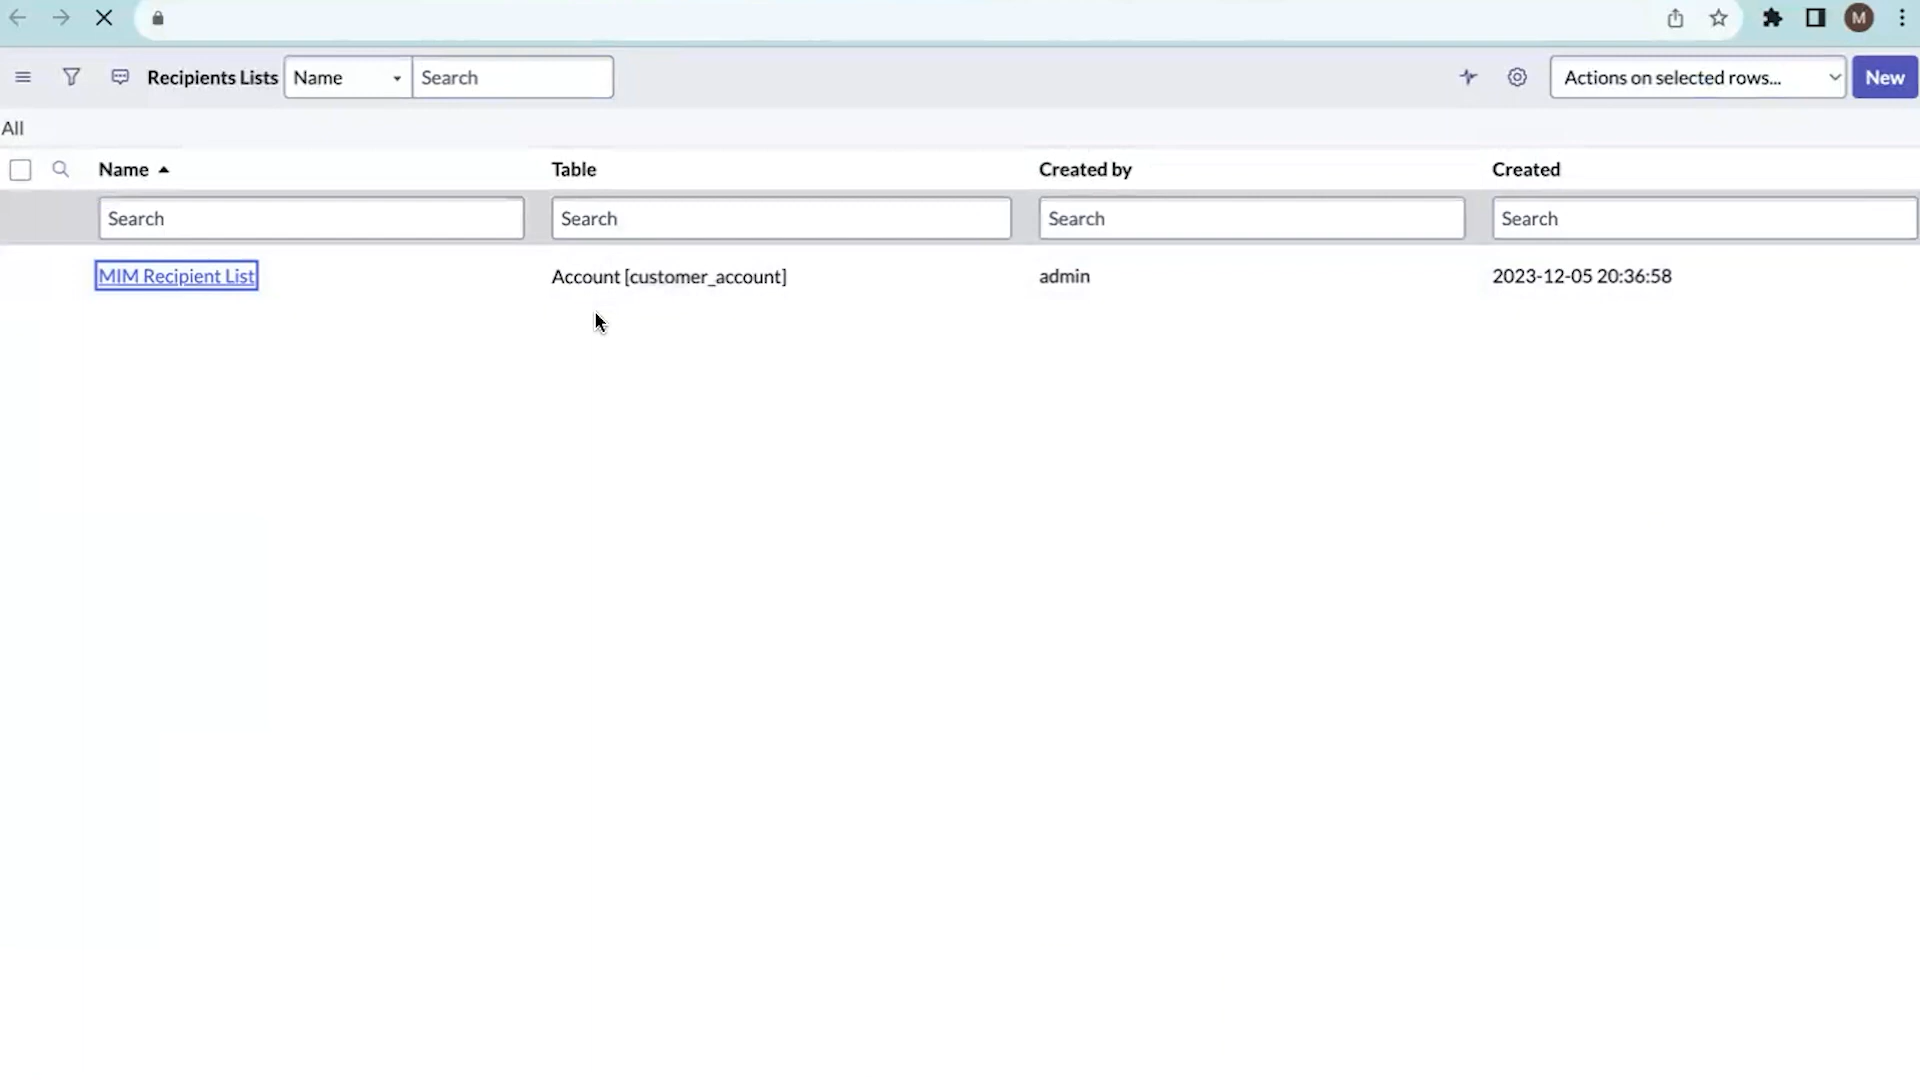 M
Recipients Lists Name Search Actions on selected rows... New
All
Name Table Created by Created
Search Search Search Search
MIM Recipient List Account [customer_account] admin 2023-12-05 20:36:58